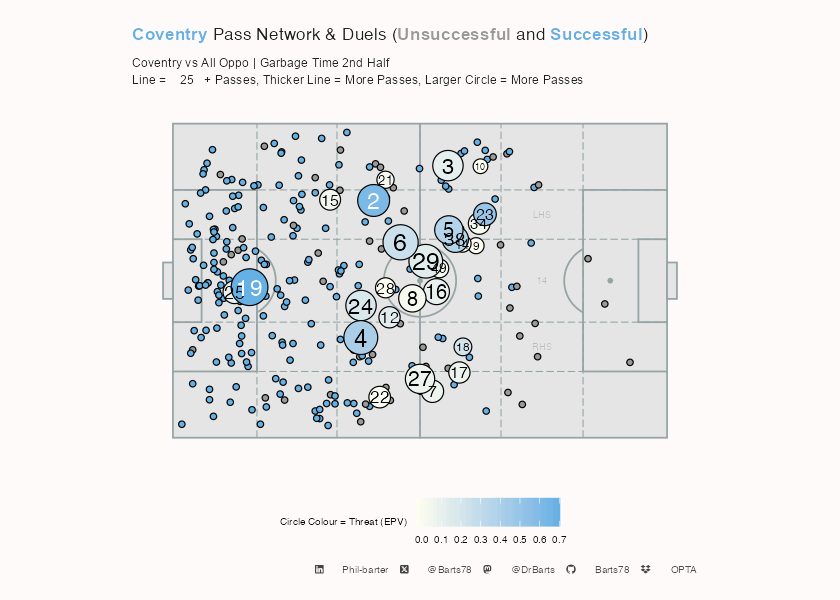 Coventry Pass Network & Duels (Unsuccessful and Successful)
Coventry vs All Oppo | Garbage Time 2nd Half
Line = 25 + Passes, Thicker Line = More Passes, Larger Circle = More Passes
3
10
21
15
2
LHS
23
5
6
29
14
19
28
16
8
24
12
4
18
RHS
17
27
7
22
Circle Colour = Threat (EPV)
0.0 0.1 0.2 0.3 0.4 0.5 0.6 0.7
Phil-barter @Barts78 @DrBarts Barts78 OPTA